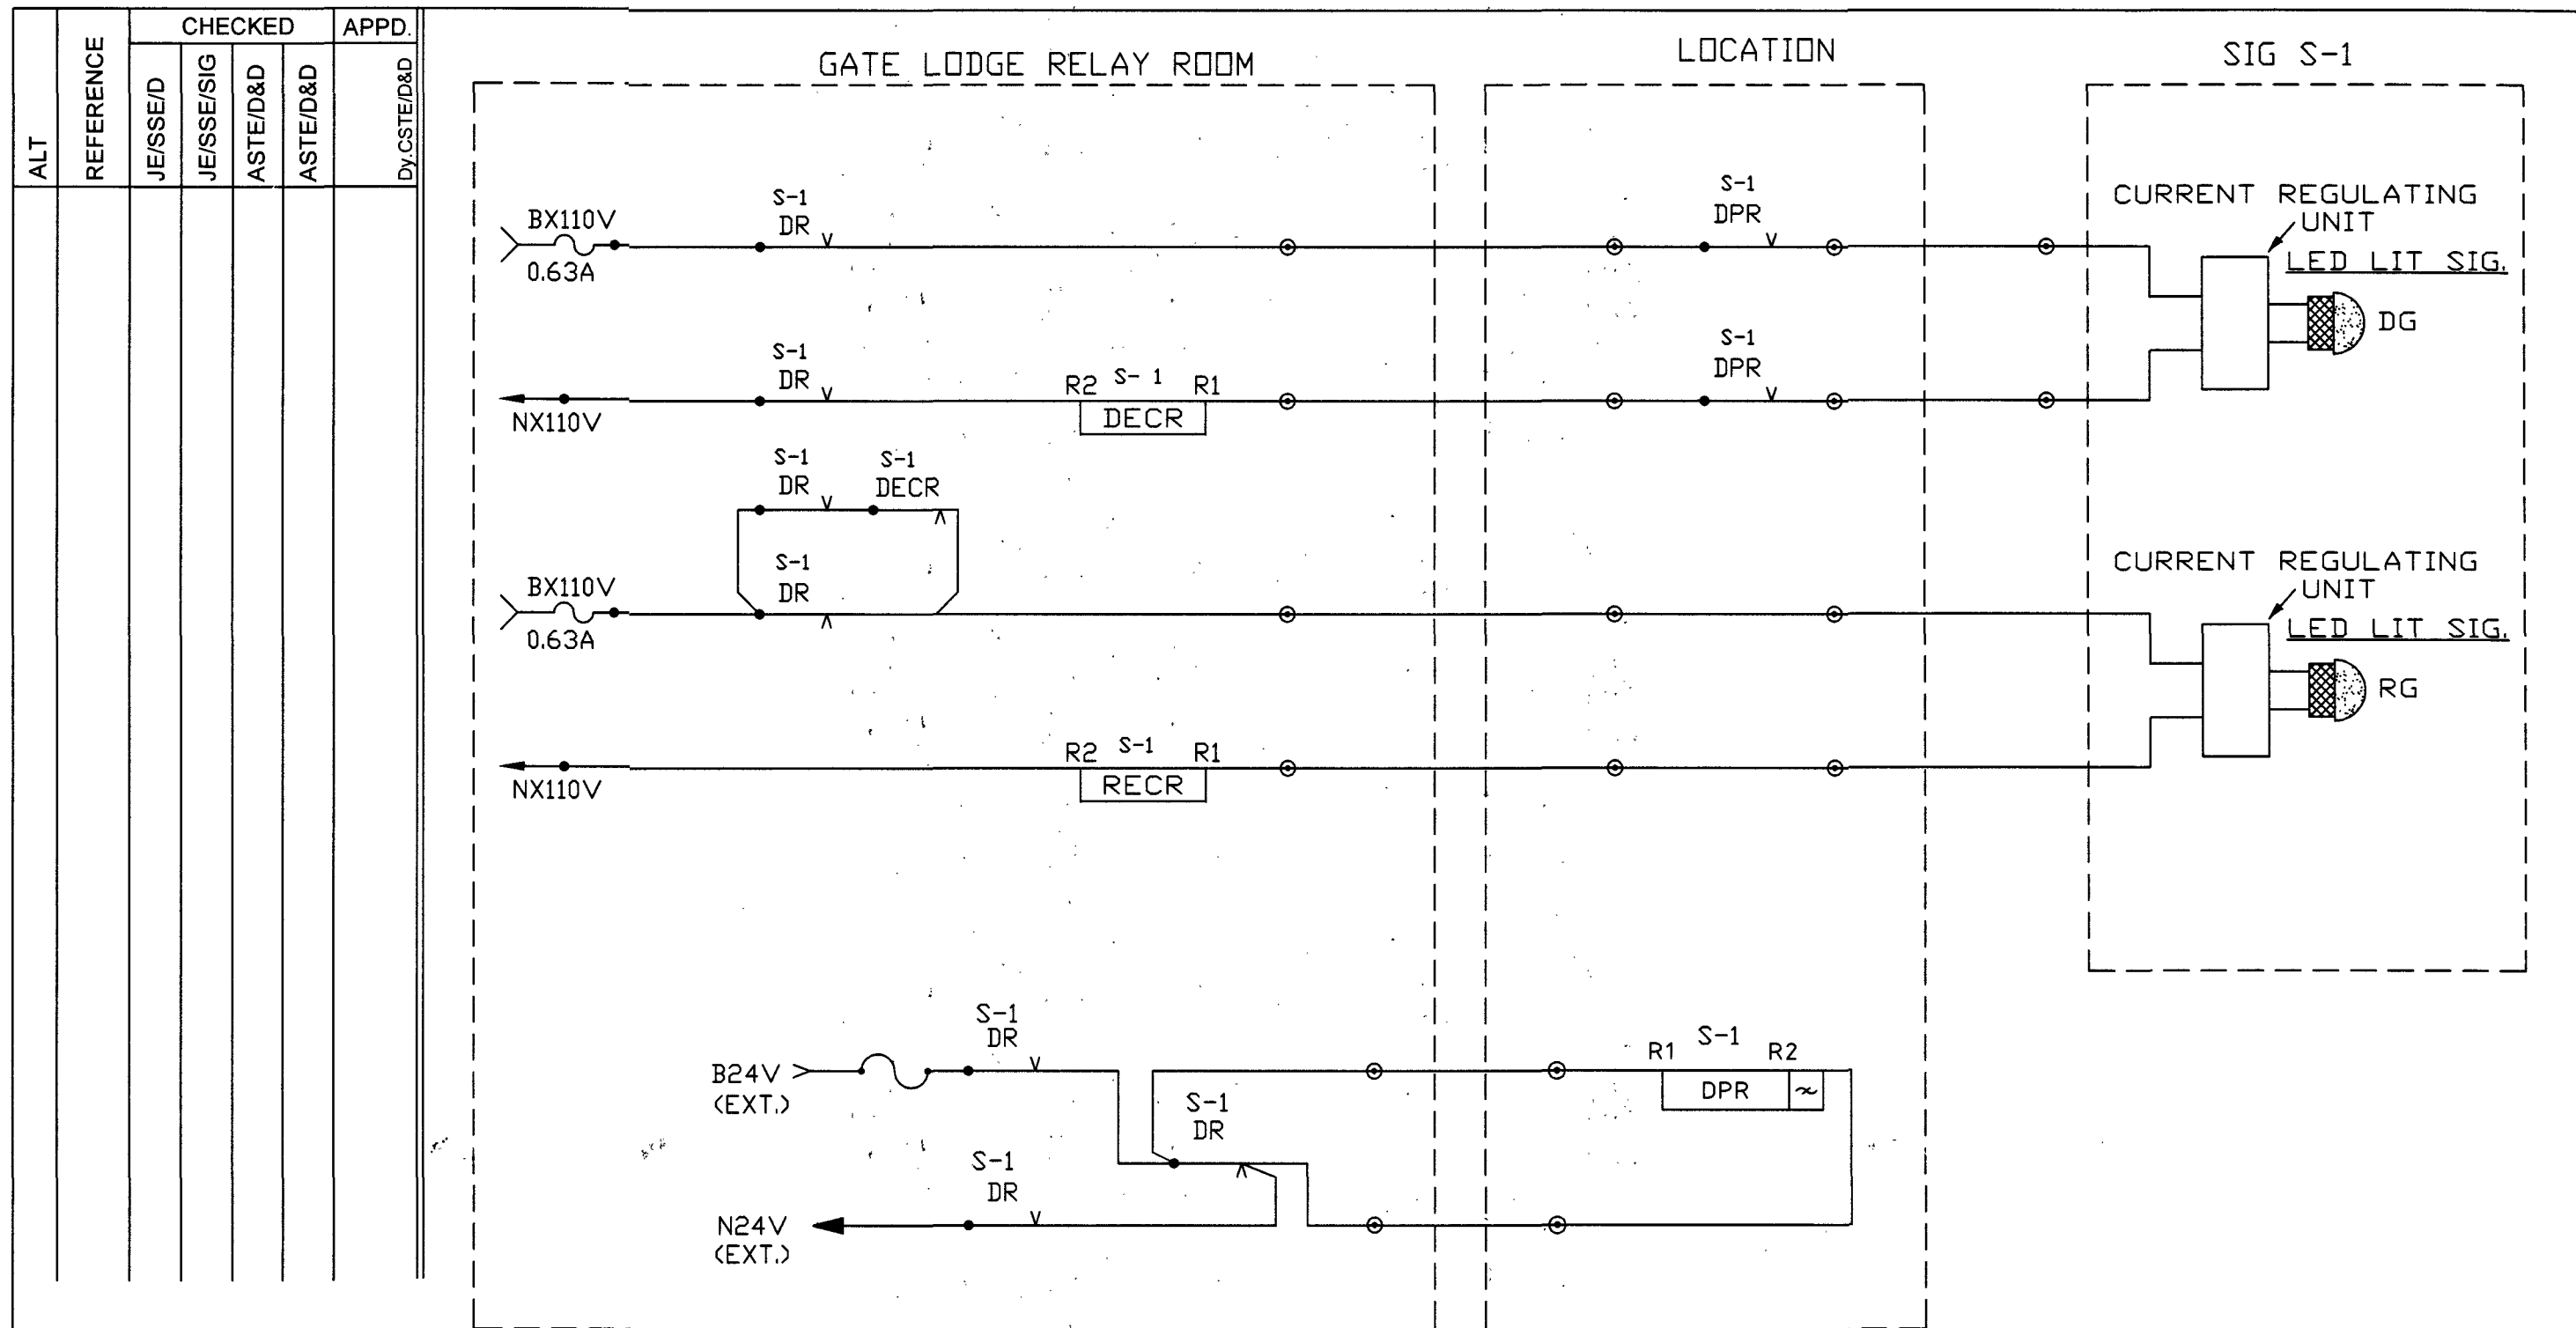 ALT
REFERENCE
CHECKED
APPD.
JE/SSE/D
JE/SSE/SIG
ASTE/D&D
ASTE/D&D
Dy.CSTE/D&D
GATE LODGE RELAY ROOM
LOCATION
SIG S-1
BX110V
0.63A
S-1
DR
S-1
DPR
CURRENT REGULATING
UNIT
LED LIT SIG.
DG
NX110V
S-1
DR
R2 S- 1 R1
DECR
S-1
DPR
S-1
DR
S-1
DECR
BX110V
0.63A
S-1
DR
CURRENT REGULATING
UNIT
LED LIT SIG.
RG
NX110V
R2 S-1 R1
RECR
B24V
(EXT.)
S-1
DR
S-1
DR
R1 S-1 R2
DPR ~
N24V
(EXT.)
S-1
DR